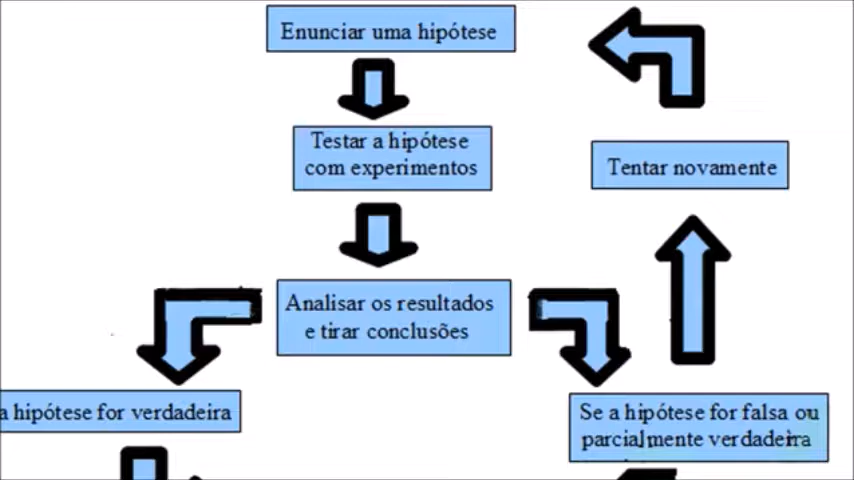 Enunciar uma hipótese
Testar a hipótese
com experimentos
Tentar novamente
Analisar os resultados
e tirar conclusões
a hipótese for verdadeira
Se a hipótese for falsa ou
parcialmente verdadeira